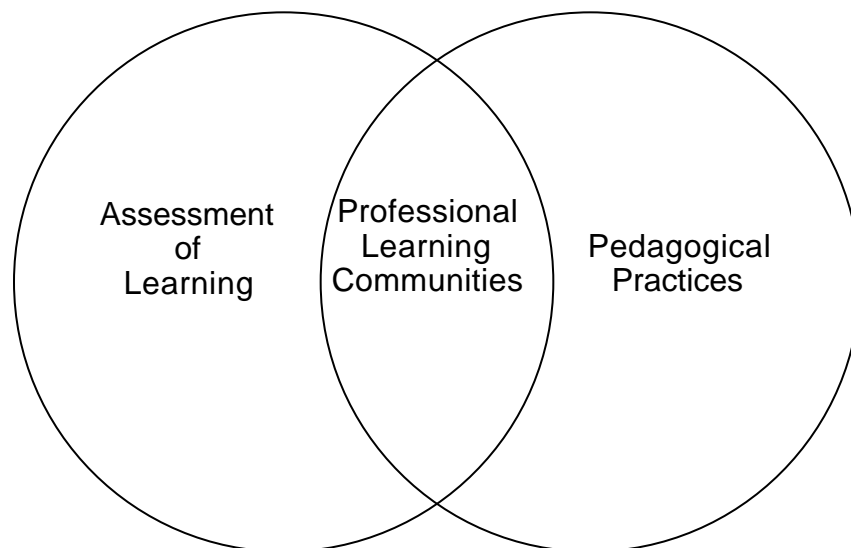 Assessment
of
Learning
Professional
Learning
Communities
Pedagogical
Practices